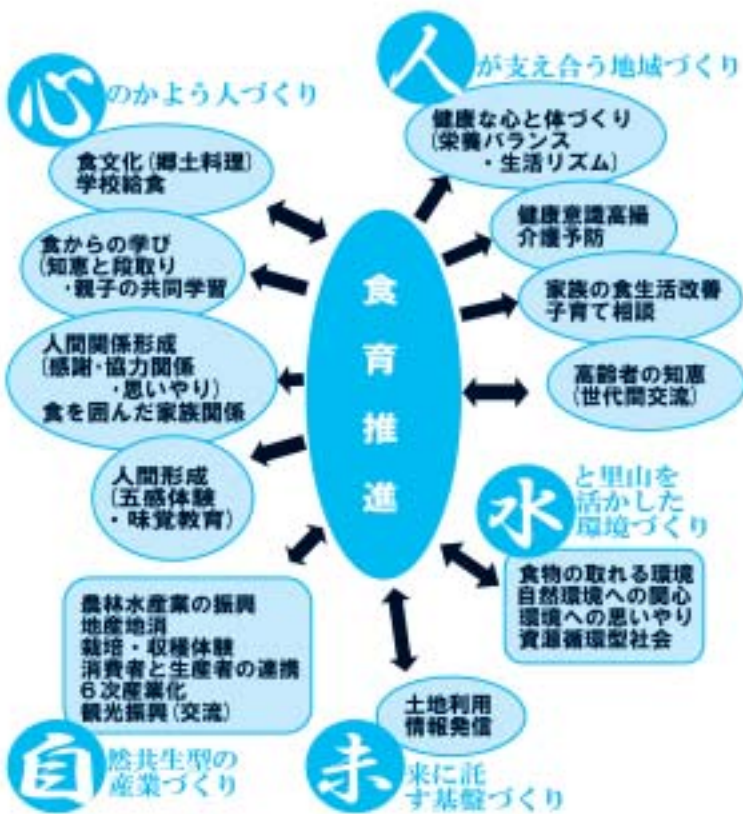 心のかよう人づくり
食文化（郷土料理）
学校給食
食からの学び
（知恵と段取り
・親子の共同学習
人間関係形成
（感謝・協力関係
・思いやり）
食を囲んだ家族関係
人間形成
（五感体験
・味覚教育）
人が支え合う地域づくり
健康な心と体づくり
（栄養バランス
・生活リズム）
健康意識高揚
介護予防
家族の食生活改善
子育て相談
高齢者の知恵
（世代間交流）
食育推進
水と里山を
活かした
環境づくり
食物の取れる環境
自然環境への関心
環境への思いやり
資源循環型社会
農林水産業の振興
地産地消
栽培・収穫体験
消費者と生産者の連携
6次産業化
観光振興（交流）
自然共生型の
産業づくり
土地利用
情報発信
未来に託
す基盤づくり